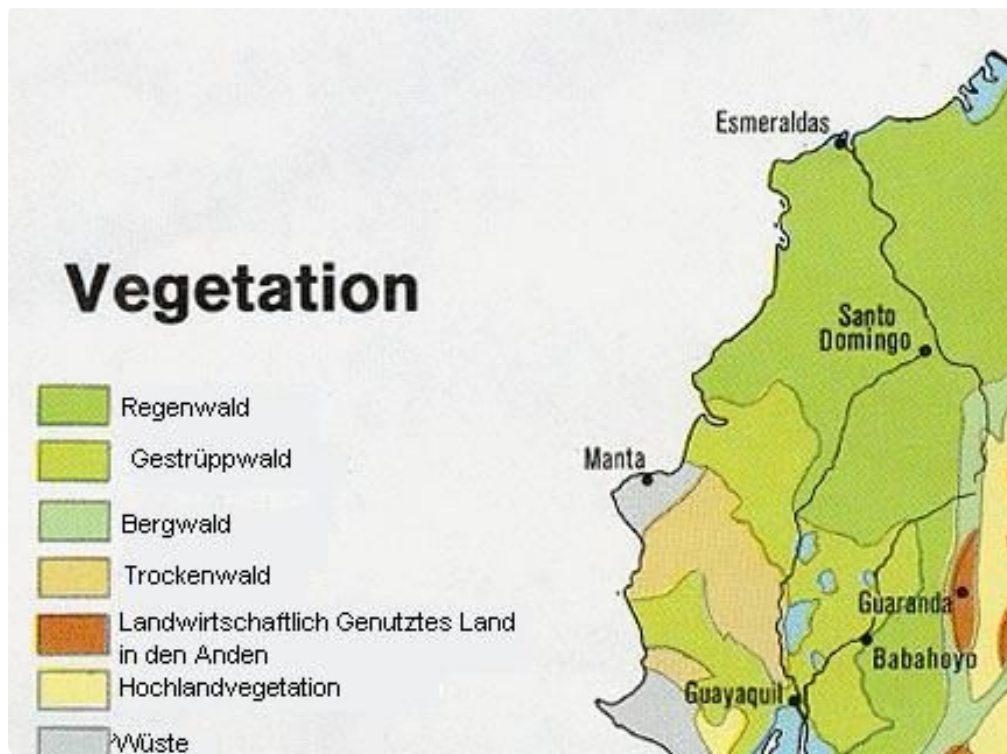 Esmeraldas
Vegetation
Santo
Domingo
Regenwald
Gestrüppwald
Manta
Bergwald
Trockenwald
Guaranda
Landwirtschaftlich Genutztes Land
in den Anden
Babahoyo
Hochlandvegetation
Guayaquil
Wüste